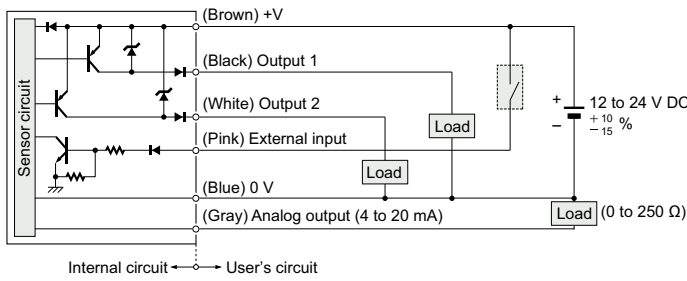 (Brown) +V
(Black) Output 1
(White) Output 2
(Pink) External input
(Blue) 0 V
(Gray) Analog output (4 to 20 mA)
Sensor circuit
Load
Load
Load
(0 to 250 Ω)
+
−
12 to 24 V DC
+ 10
− 15 %
Internal circuit
User's circuit